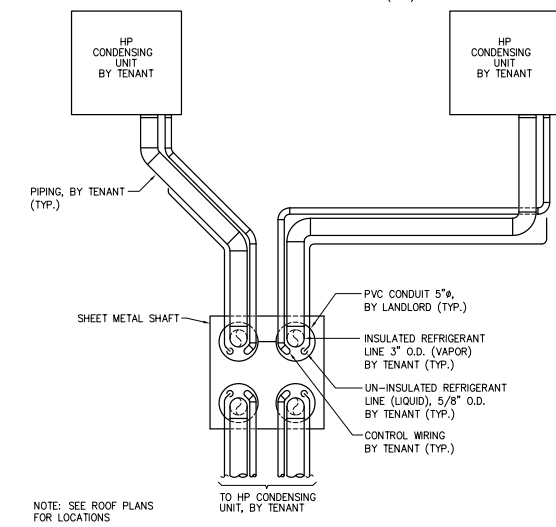 HP
CONDENSING
UNIT
BY TENANT
HP
CONDENSING
UNIT
BY TENANT
PIPING, BY TENANT
(TYP.)
SHEET METAL SHAFT
PVC CONDUIT 5"ø,
BY LANDLORD (TYP.)
INSULATED REFRIGERANT
LINE 3" O.D. (VAPOR)
BY TENANT (TYP.)
UN-INSULATED REFRIGERANT
LINE (LIQUID), 5/8" O.D.
BY TENANT (TYP.)
CONTROL WIRING
BY TENANT (TYP.)
TO HP CONDENSING
UNIT, BY TENANT
NOTE: SEE ROOF PLANS
FOR LOCATIONS